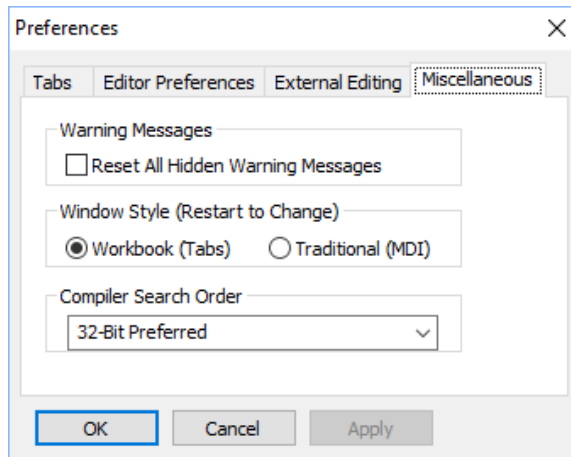 Preferences
Tabs Editor Preferences External Editing Miscellaneous
Warning Messages
Reset All Hidden Warning Messages
Window Style (Restart to Change)
Workbook (Tabs) Traditional (MDI)
Compiler Search Order
32-Bit Preferred
OK Cancel Apply